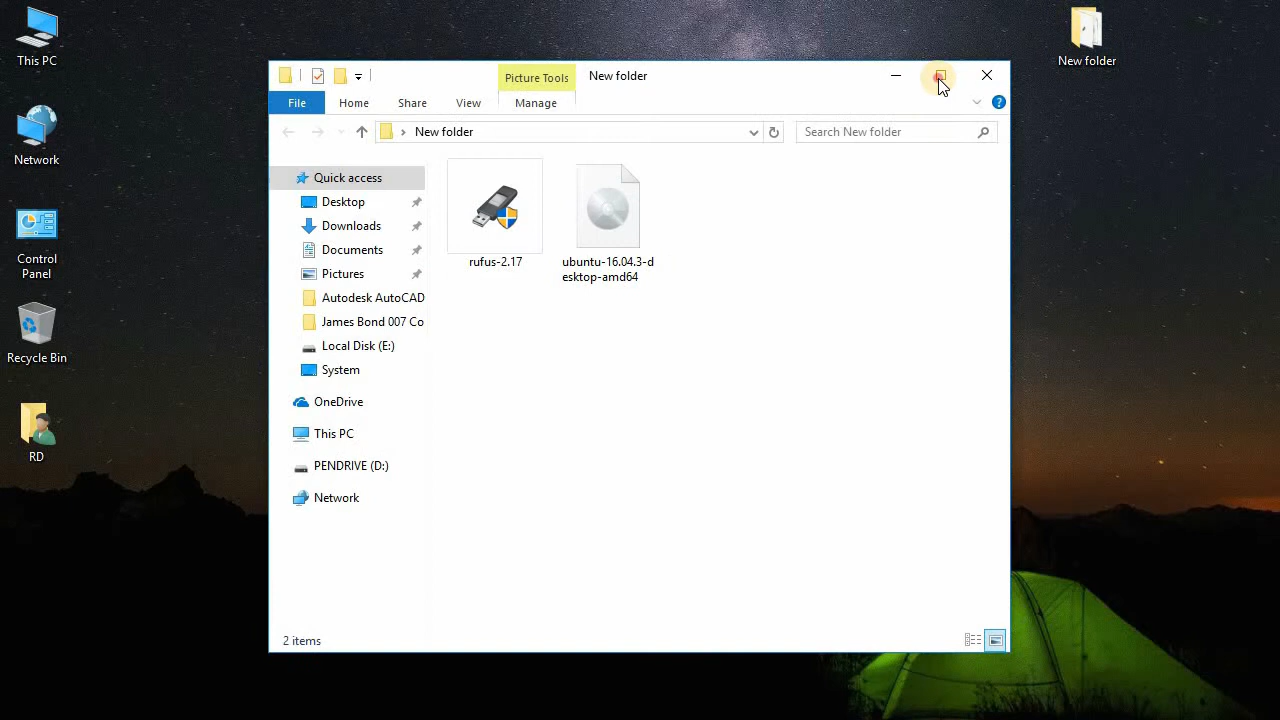 This PC
Network
Control
Panel
Recycle Bin
RD
New folder
Picture Tools
New folder
File
Home
Share
View
Manage
New folder
Search New folder
Quick access
Desktop
Downloads
Documents
Pictures
Autodesk AutoCAD
James Bond 007 Co
Local Disk (E:)
System
OneDrive
This PC
PENDRIVE (D:)
Network
rufus-2.17
ubuntu-16.04.3-d
esktop-amd64
2 items